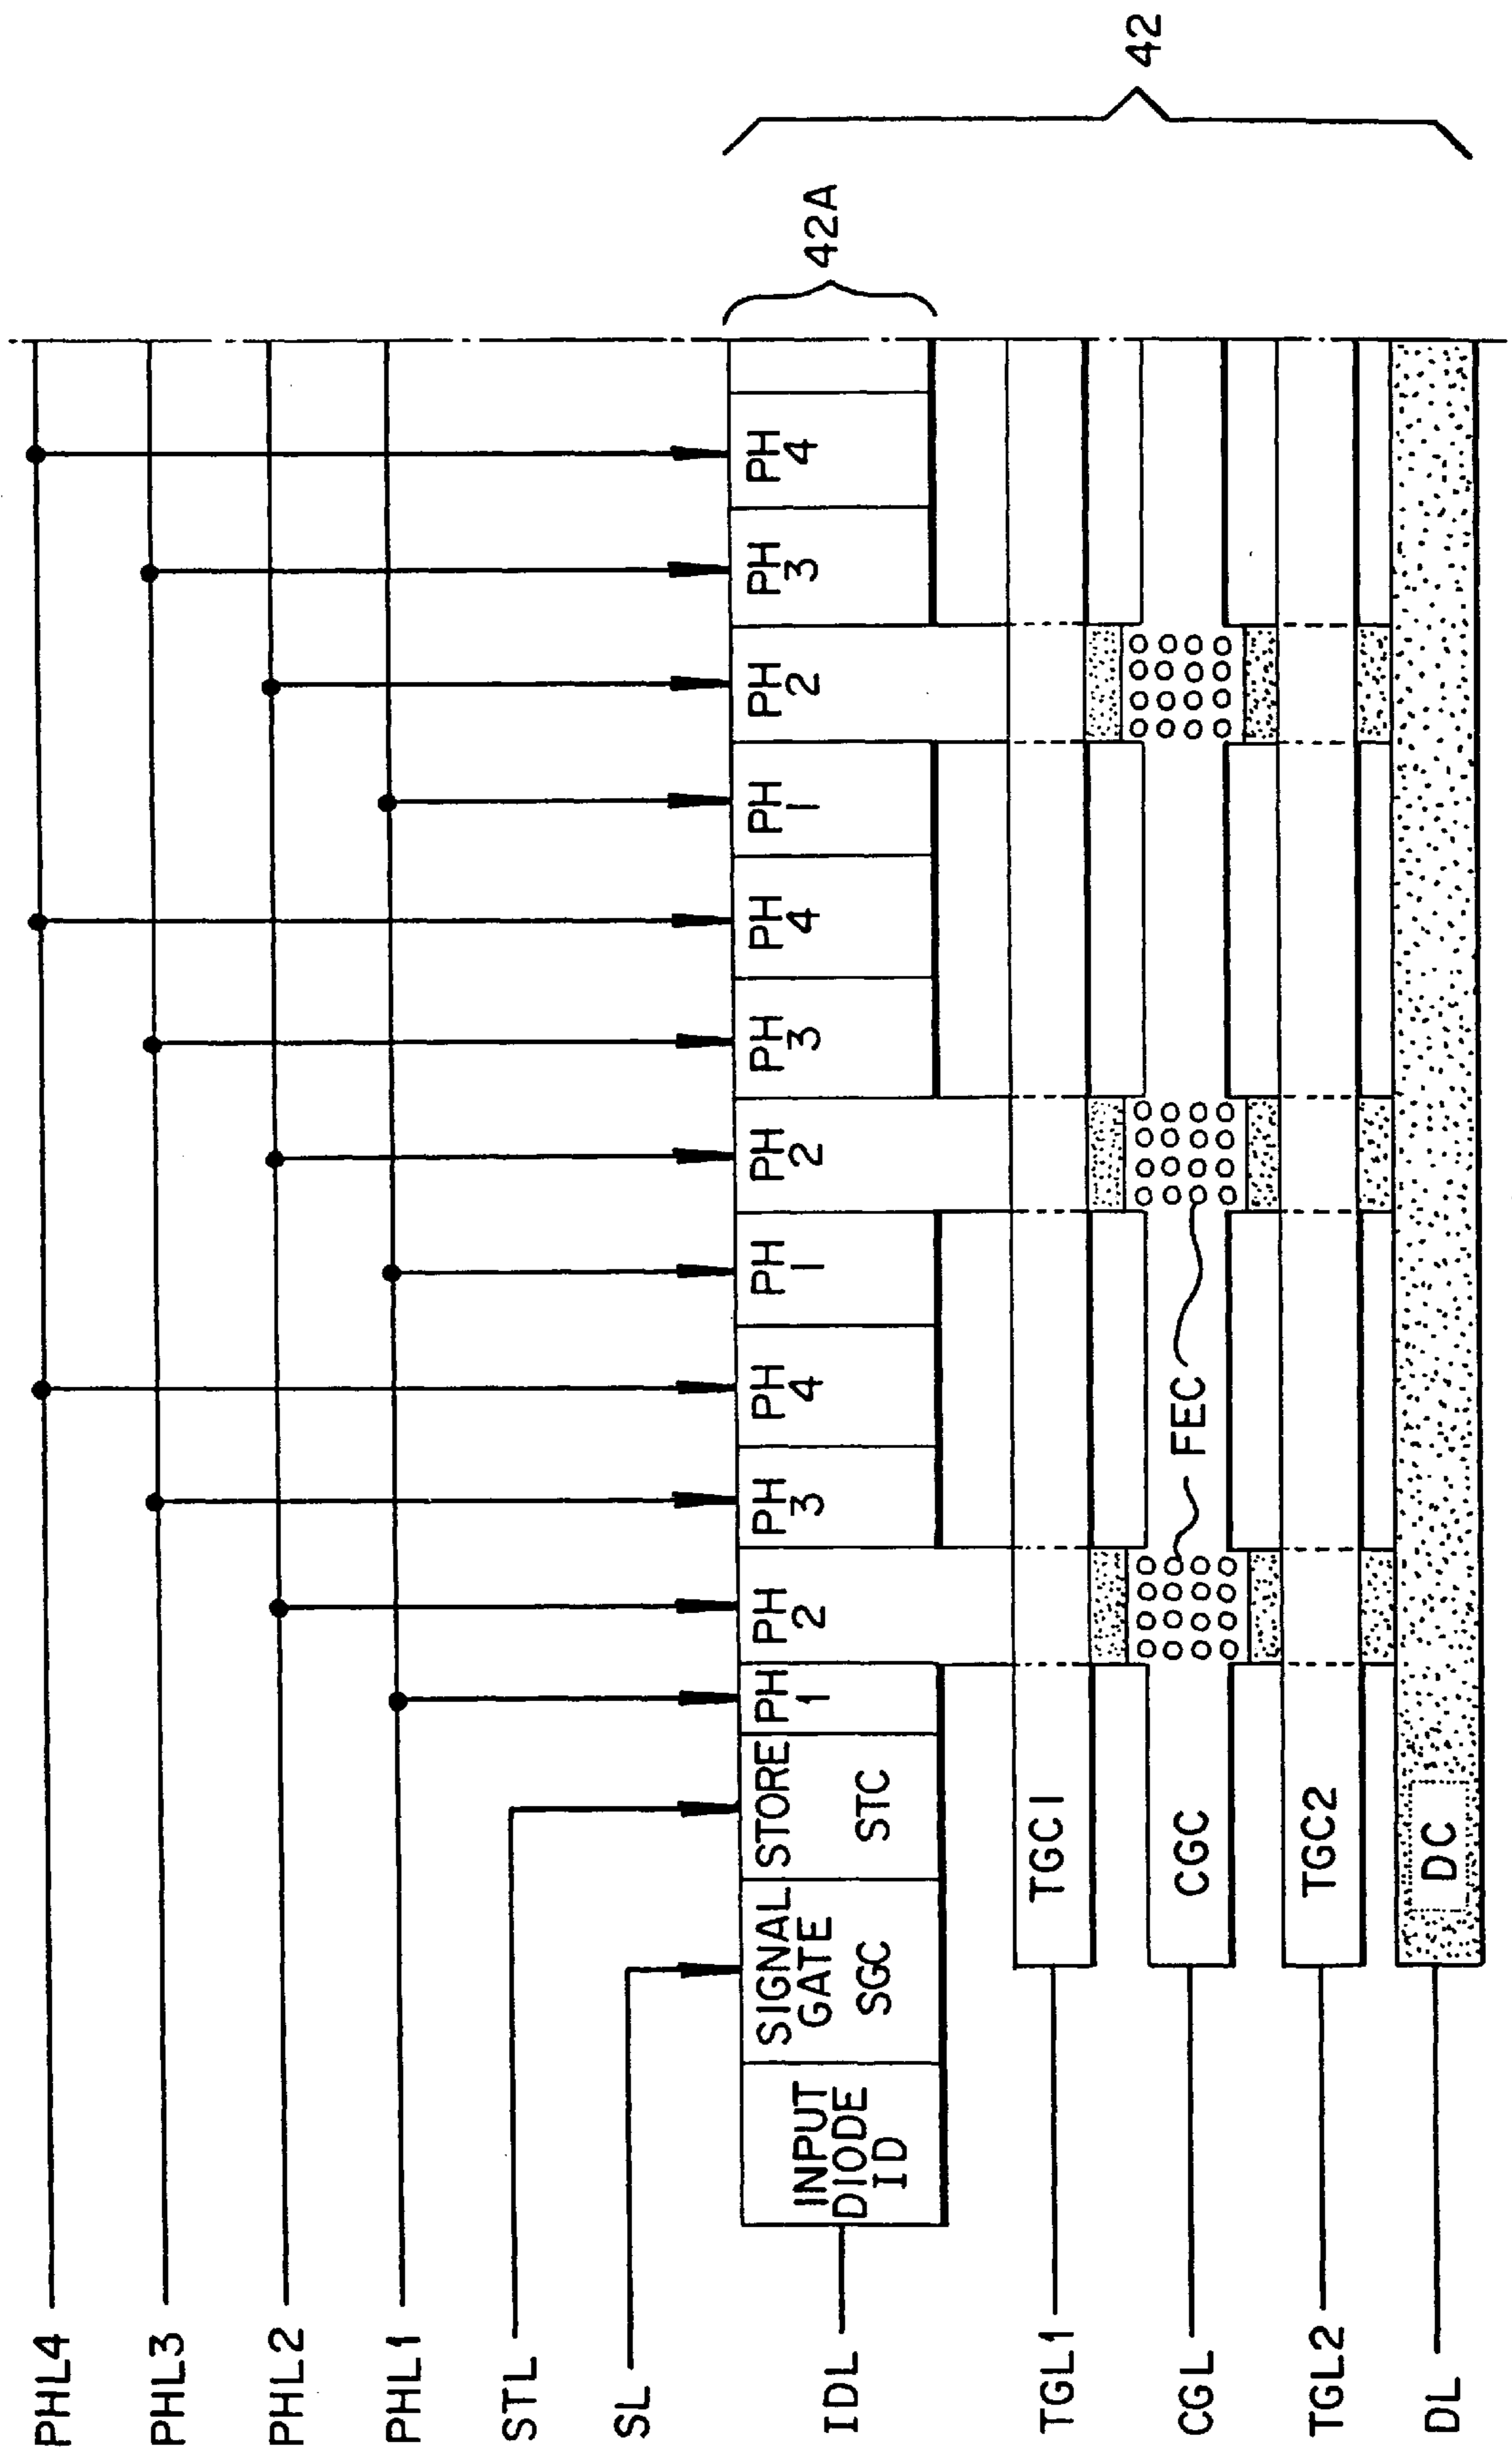 PHL4
PHL3
PHL2
PHL1
STL
SL
IDL
TGL1
CGL
TGL2
DL
INPUT
DIODE
ID
SIGNAL
GATE
SGC
STORE
STC
PH
1
PH
2
PH
3
PH
4
PH
1
PH
2
PH
3
PH
4
PH
1
PH
2
PH
3
PH
4
42A
42
TGC1
CGC
FEC
TGC2
DC